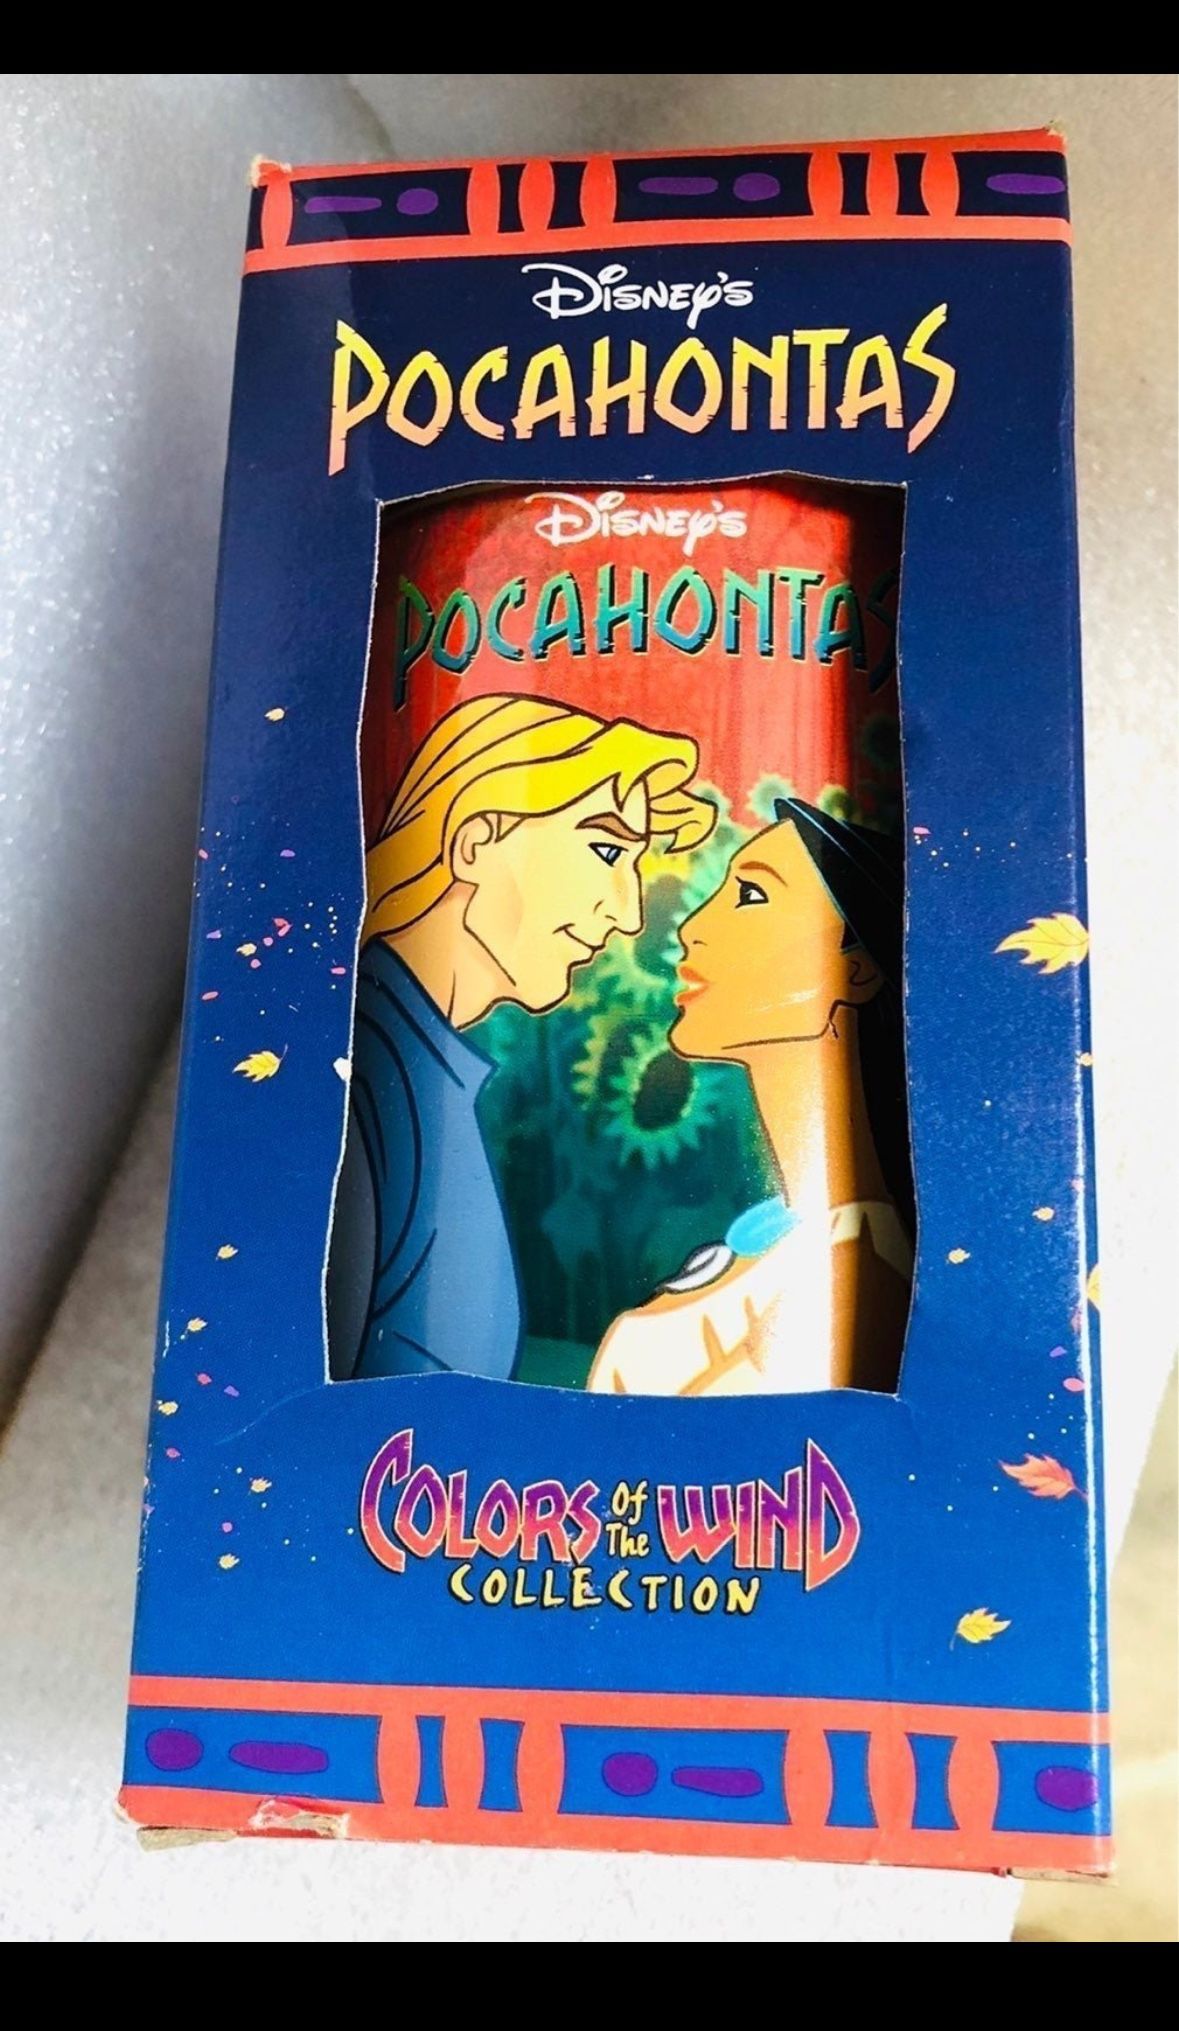 Disney's
POCAHONTAS
Disney's
POCAHONTAS
COLORS Of The WIND
COLLECTION